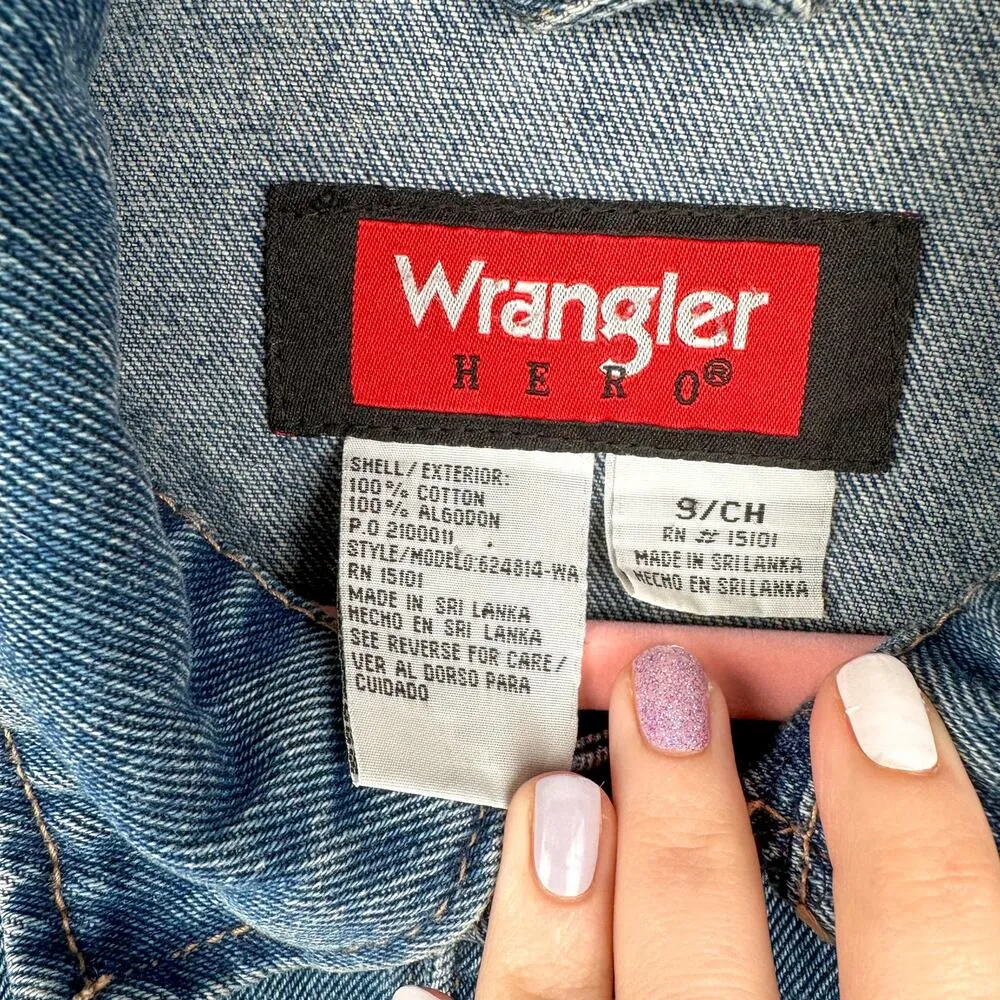 Wrangler
HERO®
SHELL/EXTERIOR:
100% COTTON
100% ALGODON
P.O 2100011
STYLE/MODELO:624814-WA
RN 15101
MADE IN SRI LANKA
HECHO EN SRI LANKA
SEE REVERSE FOR CARE/
VER AL DORSO PARA
CUIDADO
S/CH
RN # 15101
MADE IN SRI LANKA
HECHO EN SRI LANKA